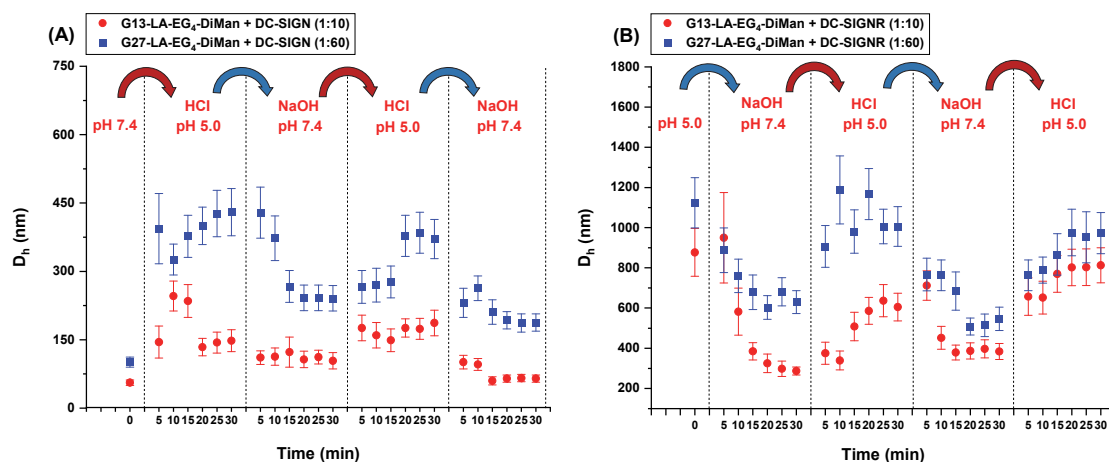 (A)
G13-LA-EG4-DiMan + DC-SIGN (1:10)
G27-LA-EG4-DiMan + DC-SIGN (1:60)
750
600
450
300
150
0
Dh (nm)
pH 7.4
HCl
pH 5.0
NaOH
pH 7.4
HCl
pH 5.0
NaOH
pH 7.4
0 5 10 15 20 25 30 5 10 15 20 25 30 5 10 15 20 25 30 5 10 15 20 25 30
Time (min)
(B)
G13-LA-EG4-DiMan + DC-SIGNR (1:10)
G27-LA-EG4-DiMan + DC-SIGNR (1:60)
1800
1600
1400
1200
1000
800
600
400
200
Dh (nm)
pH 5.0
NaOH
pH 7.4
HCl
pH 5.0
NaOH
pH 7.4
HCl
pH 5.0
0 5 10 15 20 25 30 5 10 15 20 25 30 5 10 15 20 25 30 5 10 15 20 25 30
Time (min)